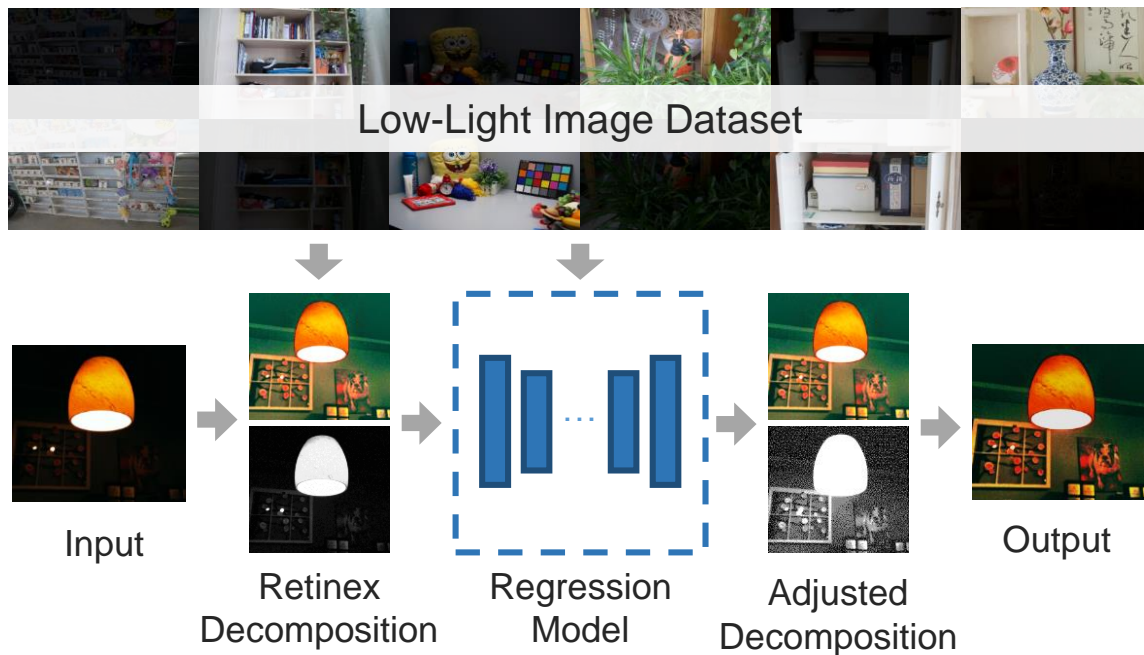 Low-Light Image Dataset
Input
Retinex
Decomposition
Regression
Model
Adjusted
Decomposition
Output